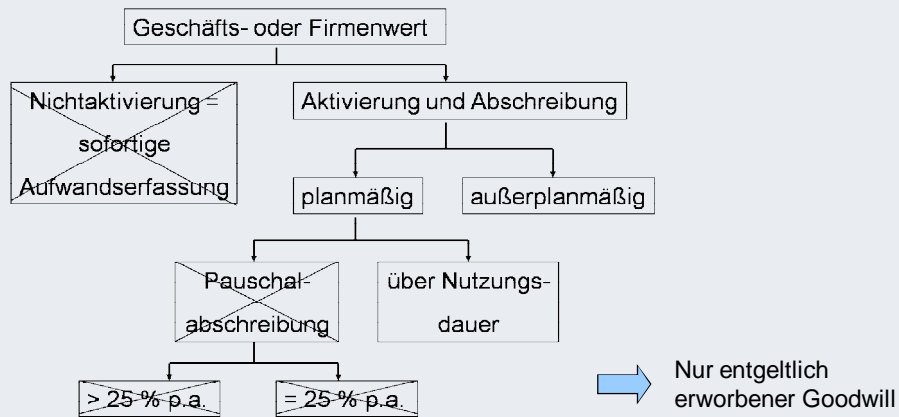 Geschäfts- oder Firmenwert
Nichtaktivierung =
sofortige
Aufwandserfassung
Aktivierung und Abschreibung
planmäßig
außerplanmäßig
Pauschal-
abschreibung
über Nutzungs-
dauer
> 25 % p.a.
= 25 % p.a.
Nur entgeltlich
erworbener Goodwill